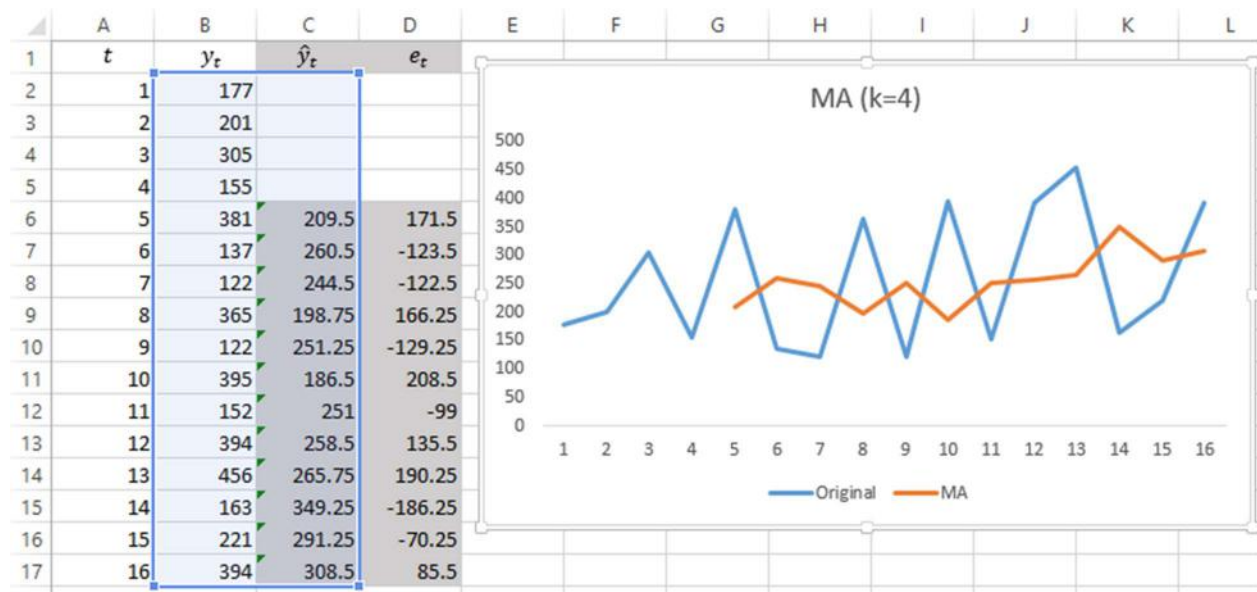 A B C D E F G H I J K L
1 t yₜ ŷₜ eₜ
2 1 177
3 2 201
4 3 305
5 4 155
6 5 381 209.5 171.5
7 6 137 260.5 -123.5
8 7 122 244.5 -122.5
9 8 365 198.75 166.25
10 9 122 251.25 -129.25
11 10 395 186.5 208.5
12 11 152 251 -99
13 12 394 258.5 135.5
14 13 456 265.75 190.25
15 14 163 349.25 -186.25
16 15 221 291.25 -70.25
17 16 394 308.5 85.5
MA (k=4)
500
450
400
350
300
250
200
150
100
50
0
1 2 3 4 5 6 7 8 9 10 11 12 13 14 15 16
Original MA